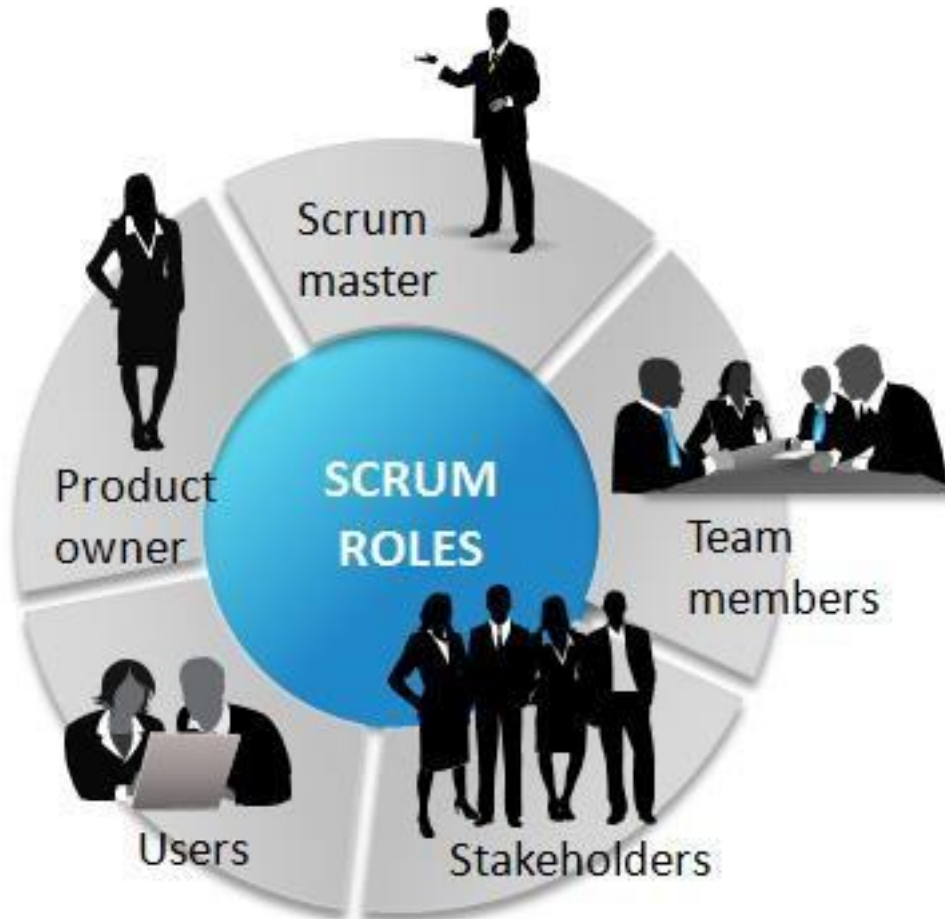 Scrum
master
Product
owner
SCRUM
ROLES
Team
members
Users
Stakeholders